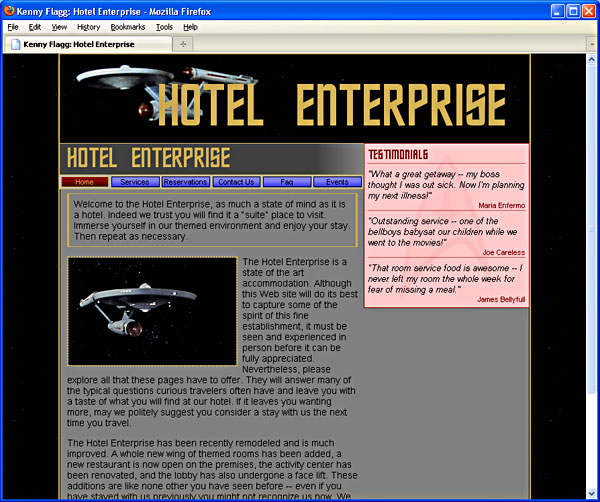 Kenny Flagg: Hotel Enterprise - Mozilla Firefox
File Edit View History Bookmarks Tools Help
Kenny Flagg: Hotel Enterprise
HOTEL ENTERPRISE
HOTEL ENTERPRISE
Home Services Reservations Contact Us Faq Events
Welcome to the Hotel Enterprise, as much a state of mind as it is
a hotel. Indeed we trust you will find it a "suite" place to visit.
Immerse yourself in our themed environment and enjoy your stay.
Then repeat as necessary.
The Hotel Enterprise is a
state of the art
accommodation. Although
this Web site will do its best
to capture some of the
spirit of this fine
establishment, it must be
seen and experienced in
person before it can be
fully appreciated.
Nevertheless, please
explore all that these pages have to offer. They will answer many of
the typical questions curious travelers often have and leave you with
a taste of what you will find at our hotel. If it leaves you wanting
more, may we politely suggest you consider a stay with us the next
time you travel.
The Hotel Enterprise has been recently remodeled and is much
improved. A whole new wing of themed rooms has been added, a
new restaurant is now open on the premises, the activity center has
been renovated, and the lobby has also undergone a face lift. These
additions are like none other you have seen before -- even if you
have stayed with us previously you might not recognize us now. We
TESTIMONIALS
"What a great getaway -- my boss
thought I was out sick. Now I'm planning
my next illness!"
Maria Enfermo
"Outstanding service -- one of the
bellboys babysat our children while we
went to the movies!"
Joe Careless
"That room service food is awesome -- I
never left my room the whole week for
fear of missing a meal."
James Bellyfull